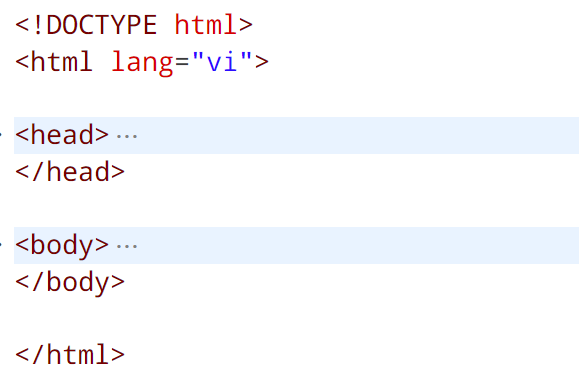 <!DOCTYPE html>
<html lang="vi">
<head> ···
</head>
<body> ···
</body>
</html>